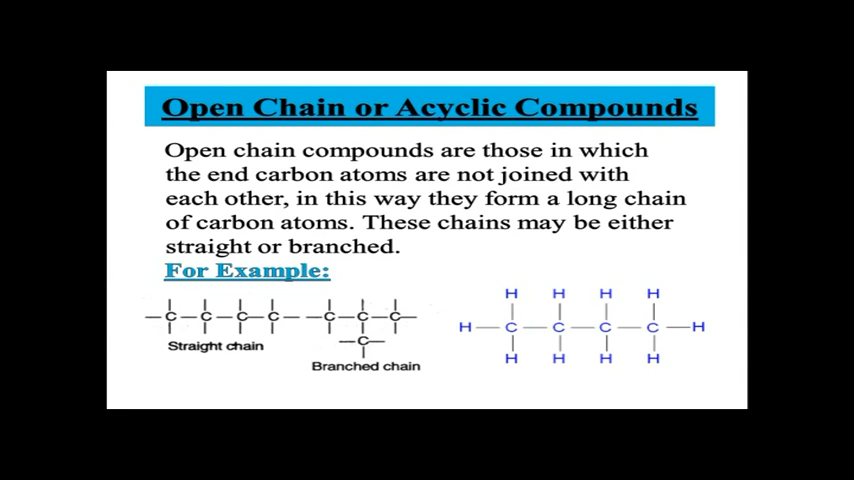 Open Chain or Acyclic Compounds
Open chain compounds are those in which
the end carbon atoms are not joined with
each other, in this way they form a long chain
of carbon atoms. These chains may be either
straight or branched.
For Example:
C C C C
Straight chain
C C C
C
Branched chain
H H H H
H C C C C H
H H H H